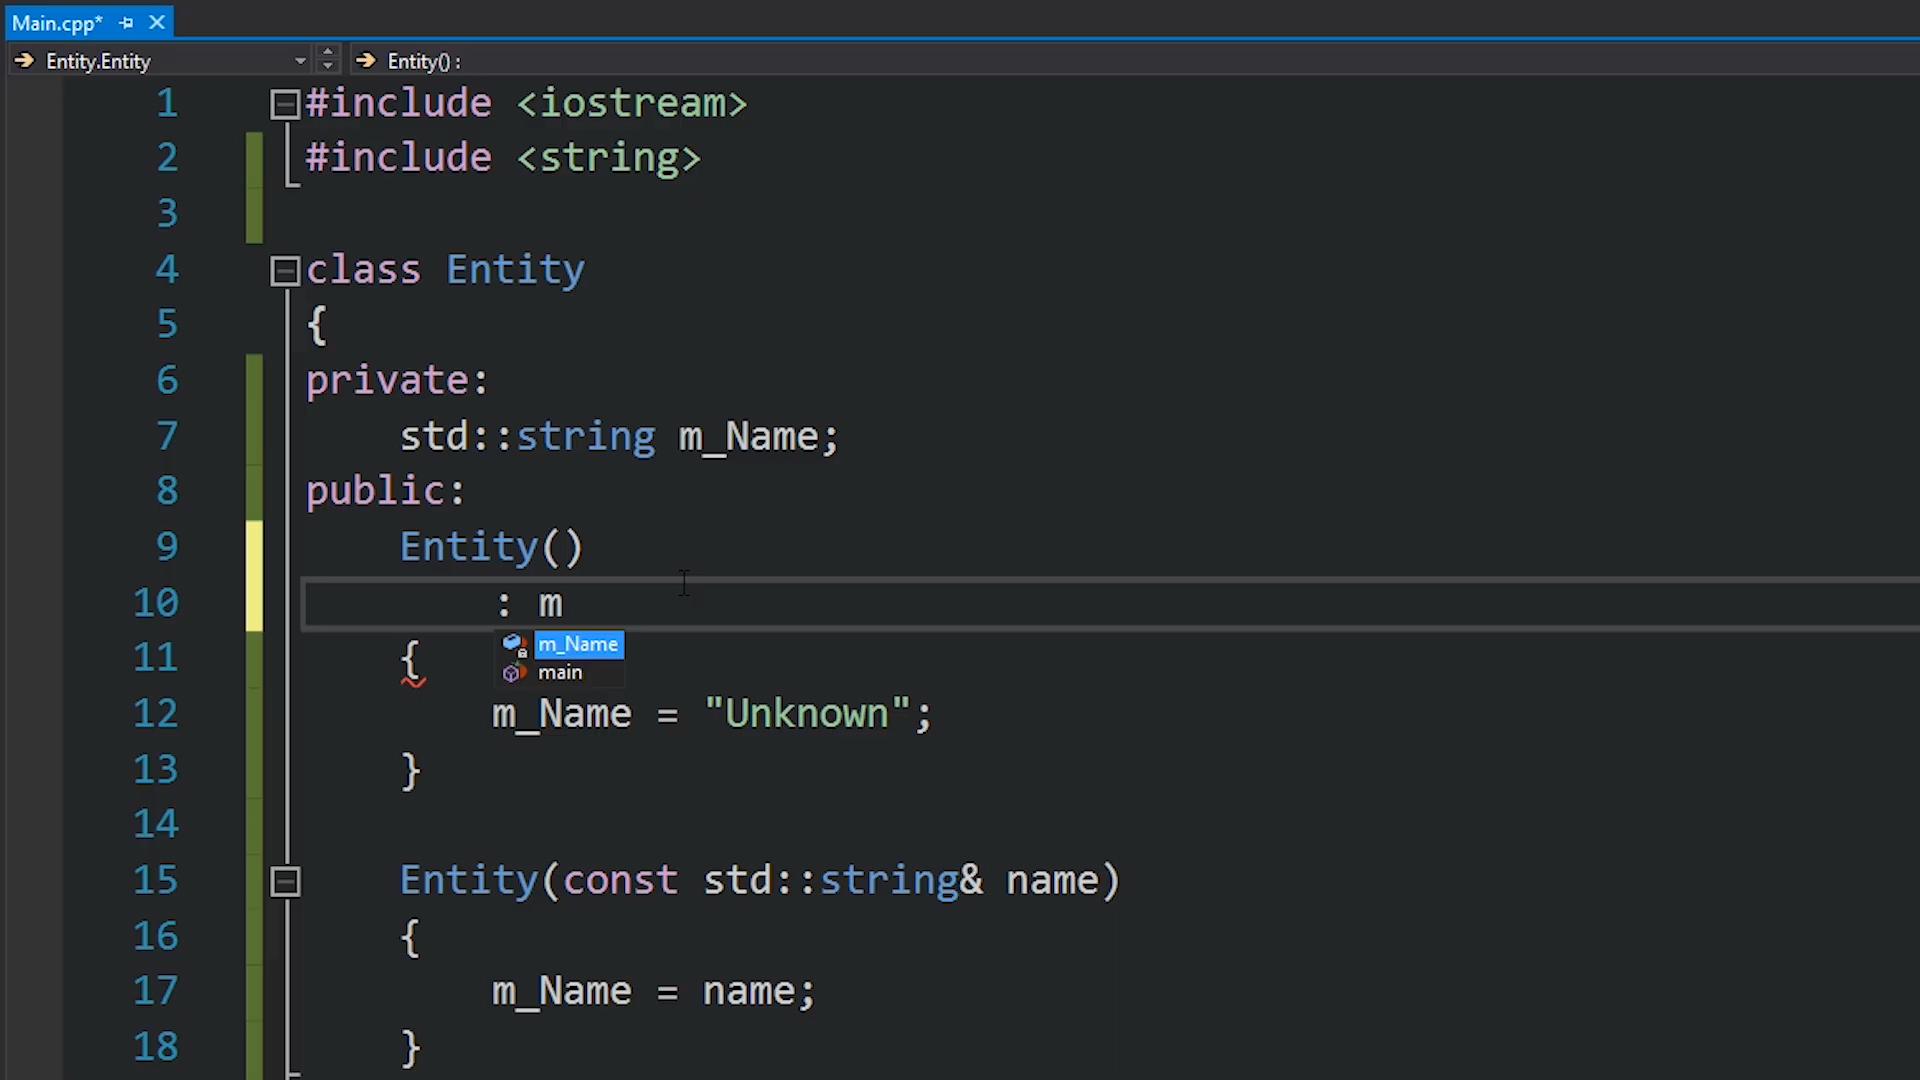 Main.cpp*
Entity.Entity
Entity() :
1 #include <iostream>
2 #include <string>
3
4 class Entity
5 {
6 private:
7 std::string m_Name;
8 public:
9 Entity()
10 : m
m_Name
main
11 {
12 m_Name = "Unknown";
13 }
14
15 Entity(const std::string& name)
16 {
17 m_Name = name;
18 }